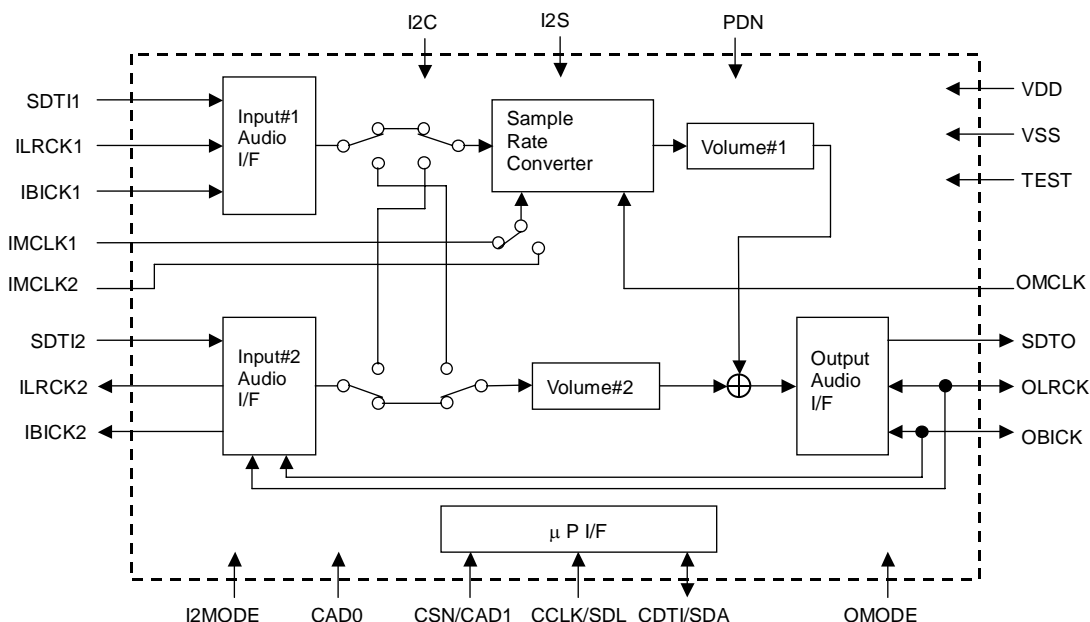 I2C
I2S
PDN
SDTI1
ILRCK1
IBICK1
IMCLK1
IMCLK2
SDTI2
ILRCK2
IBICK2
Input#1
Audio
I/F
Sample
Rate
Converter
Volume#1
VDD
VSS
TEST
OMCLK
SDTO
OLRCK
OBICK
Input#2
Audio
I/F
Volume#2
Output
Audio
I/F
μ P I/F
I2MODE
CAD0
CSN/CAD1
CCLK/SDL
CDTI/SDA
OMODE